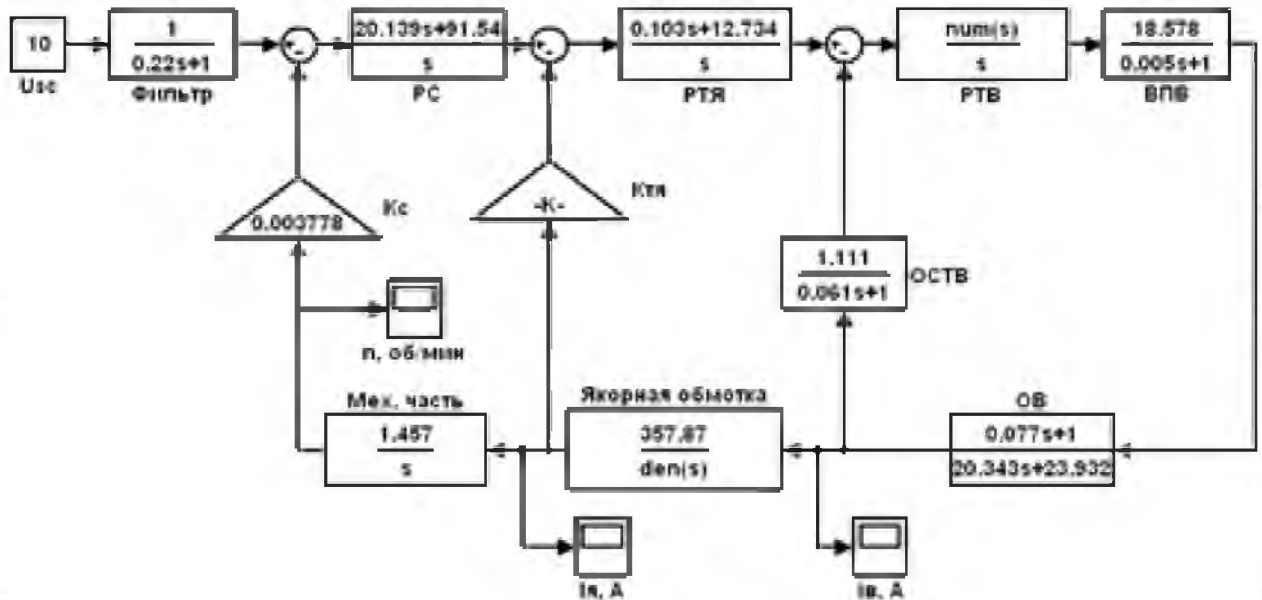 10
Uзс
1
0.22s+1
Фильтр
20.139s+91.54
s
РС
0.103s+12.734
s
РТЯ
num(s)
s
РТВ
18.578
0.005s+1
ВПВ
0.003778
Kc
-K-
Kтя
1.111
0.061s+1
ОСТВ
n, об/мин
Мех. часть
1.457
s
Якорная обмотка
357.87
den(s)
ОВ
0.077s+1
20.343s+23.932
Iя, А
Iв, А